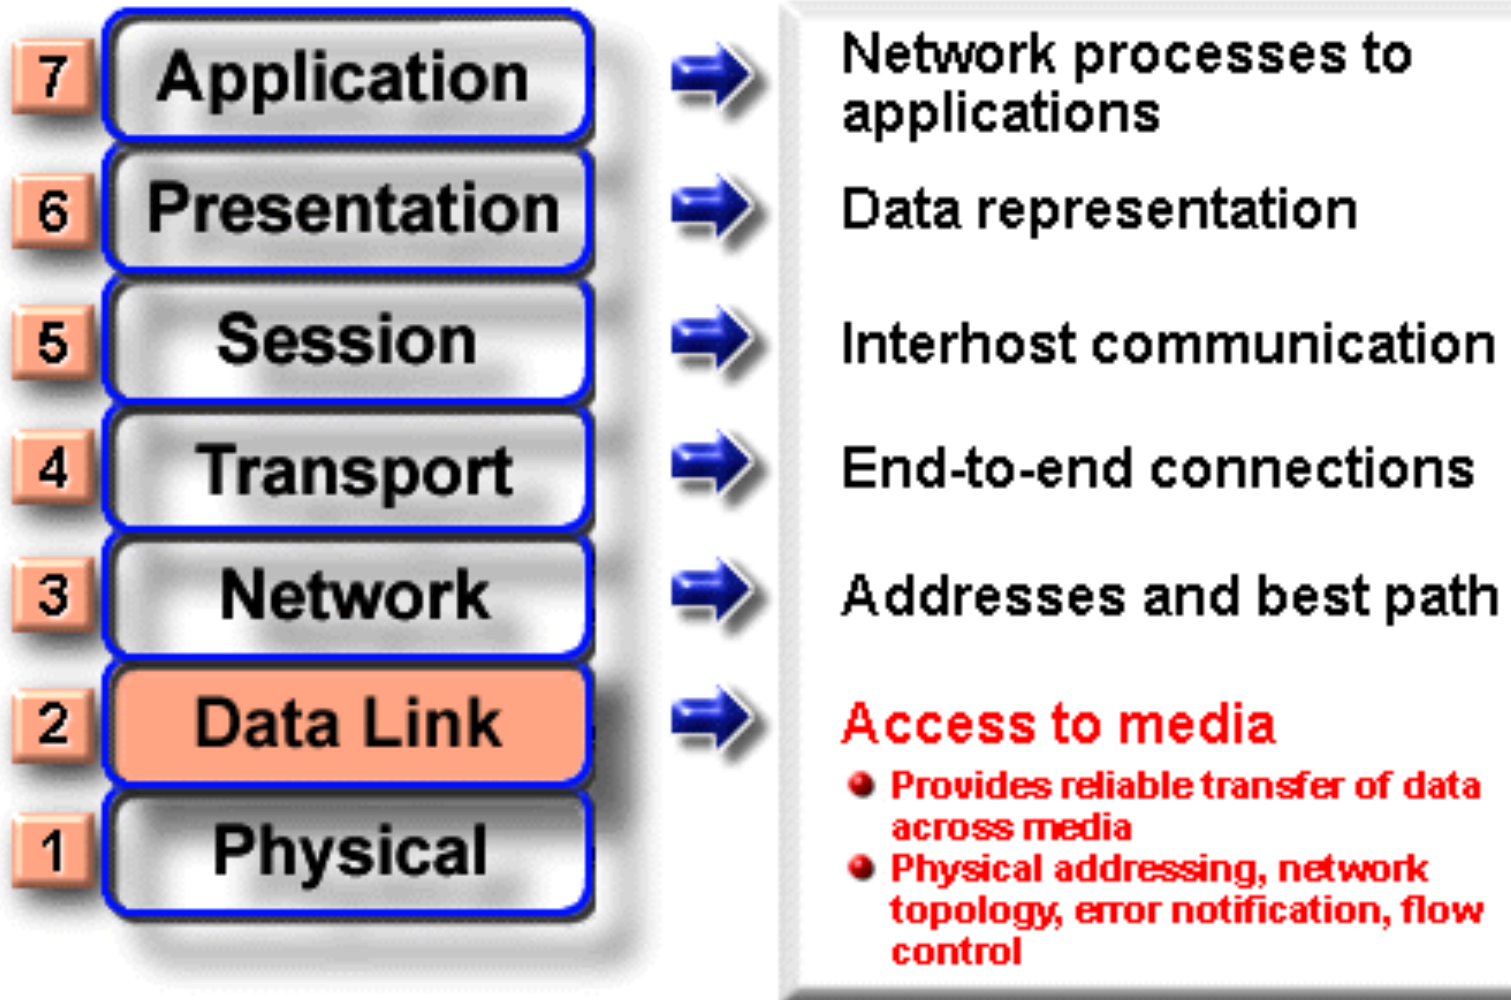 7 Application Network processes to
applications
6 Presentation Data representation
5 Session Interhost communication
4 Transport End-to-end connections
3 Network Addresses and best path
2 Data Link Access to media
Provides reliable transfer of data
across media
Physical addressing, network
topology, error notification, flow
control
1 Physical